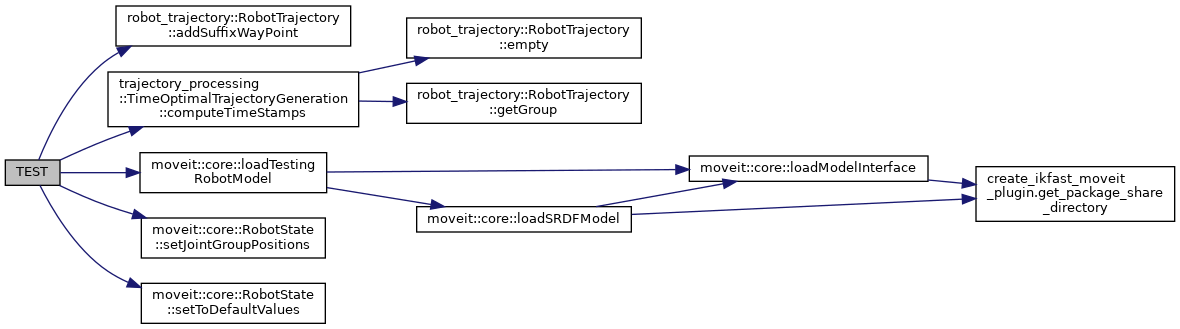 TEST
robot_trajectory::RobotTrajectory
::addSuffixWayPoint
trajectory_processing
::TimeOptimalTrajectoryGeneration
::computeTimeStamps
moveit::core::loadTesting
RobotModel
moveit::core::RobotState
::setJointGroupPositions
moveit::core::RobotState
::setToDefaultValues
robot_trajectory::RobotTrajectory
::empty
robot_trajectory::RobotTrajectory
::getGroup
moveit::core::loadSRDFModel
moveit::core::loadModelInterface
create_ikfast_moveit
_plugin.get_package_share
_directory